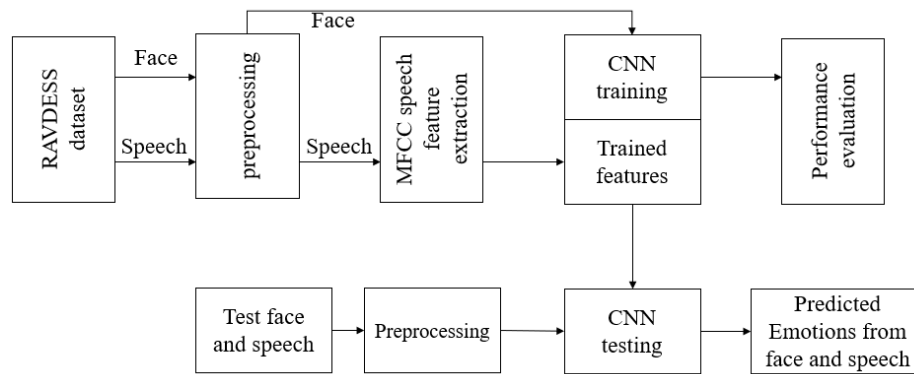 Face
RAVDESS
dataset
Face
Speech
preprocessing
Speech
MFCC speech
feature
extraction
CNN
training
Trained
features
Performance
evaluation
Test face
and speech
Preprocessing
CNN
testing
Predicted
Emotions from
face and speech